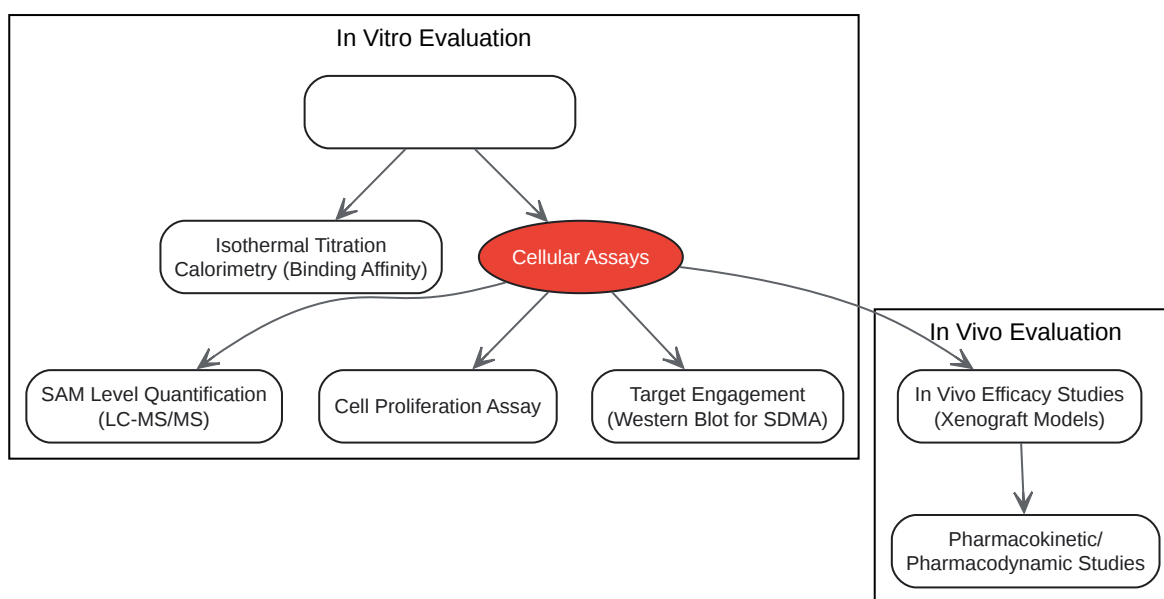 In Vitro Evaluation
Isothermal Titration
Calorimetry (Binding Affinity)
Cellular Assays
SAM Level Quantification
(LC-MS/MS)
Cell Proliferation Assay
Target Engagement
(Western Blot for SDMA)
In Vivo Evaluation
In Vivo Efficacy Studies
(Xenograft Models)
Pharmacokinetic/
Pharmacodynamic Studies